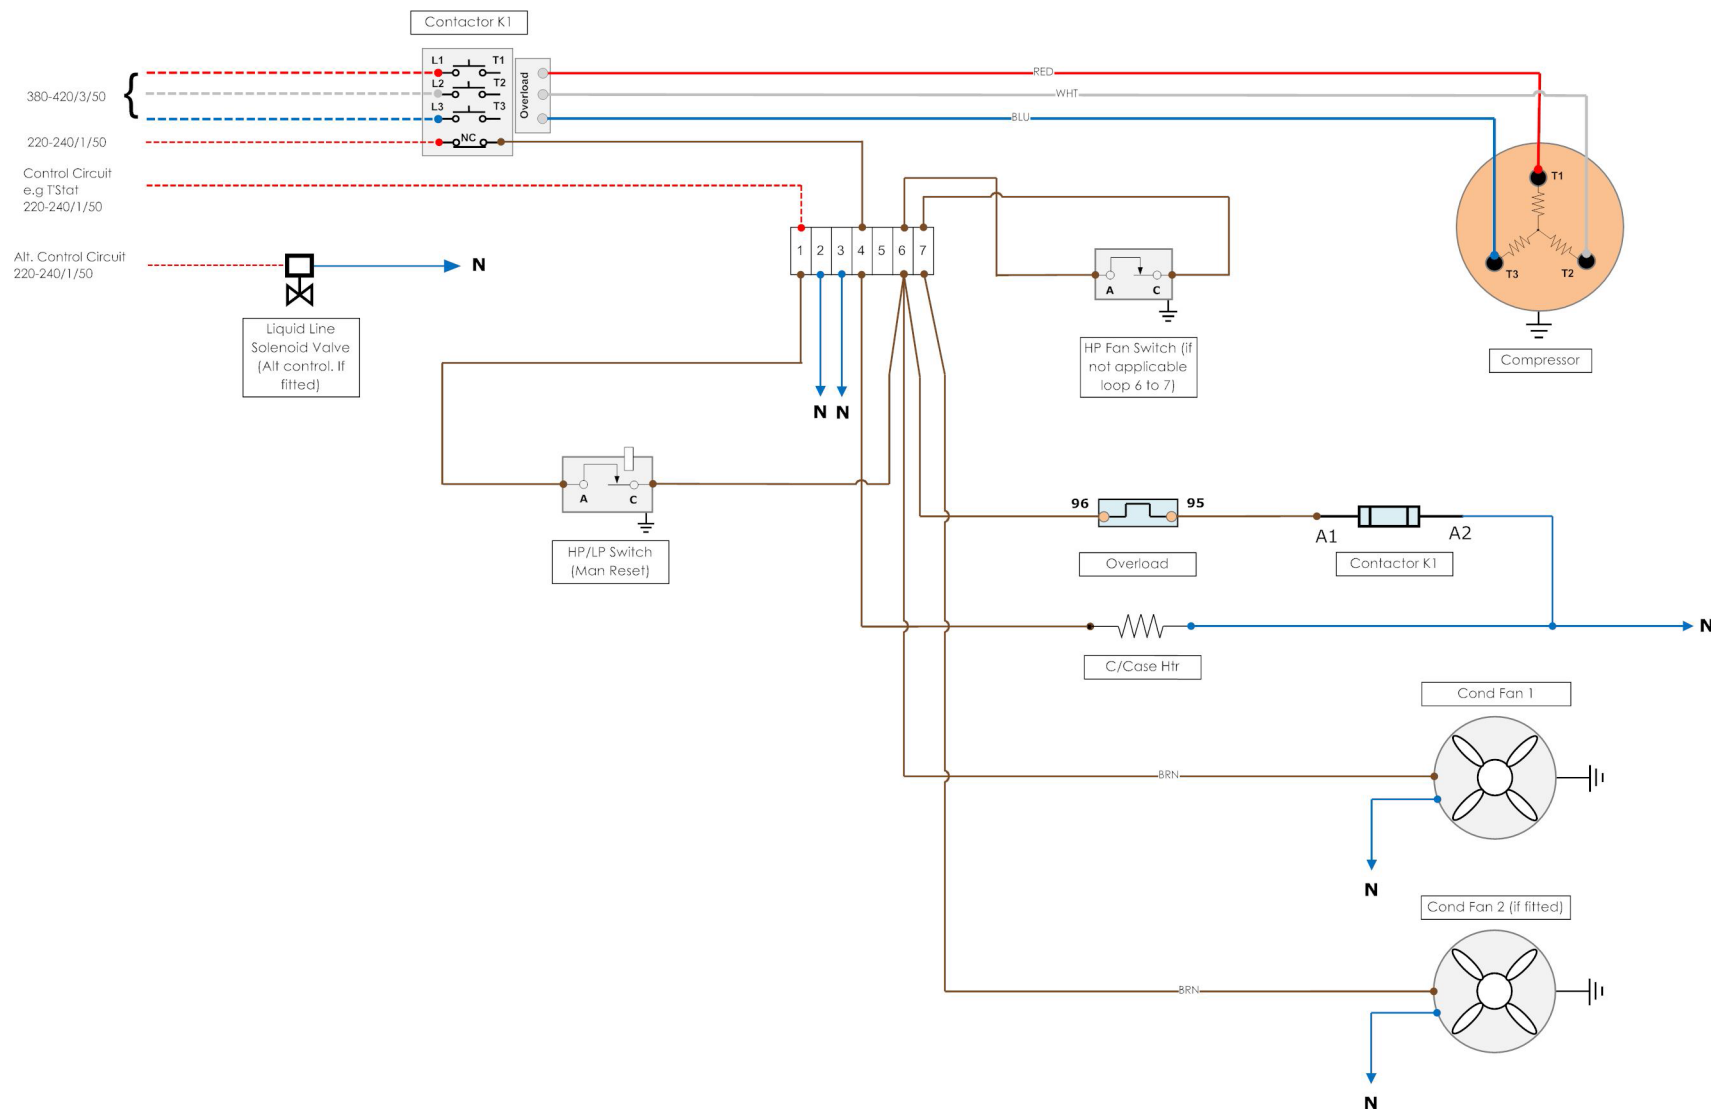 Contactor K1
L1
T1
L2
T2
L3
T3
NC
Overload
380-420/3/50
220-240/1/50
Control Circuit
e.g T'Stat
220-240/1/50
Alt. Control Circuit
220-240/1/50
N
Liquid Line
Solenoid Valve
(Alt control. If
fitted)
RED
WHT
BLU
T1
T3
T2
Compressor
1
2
3
4
5
6
7
N
N
A
C
HP Fan Switch (if
not applicable
loop 6 to 7)
A
C
HP/LP Switch
(Man Reset)
96
95
Overload
A1
A2
Contactor K1
C/Case Htr
N
Cond Fan 1
BRN
N
Cond Fan 2 (if fitted)
BRN
N